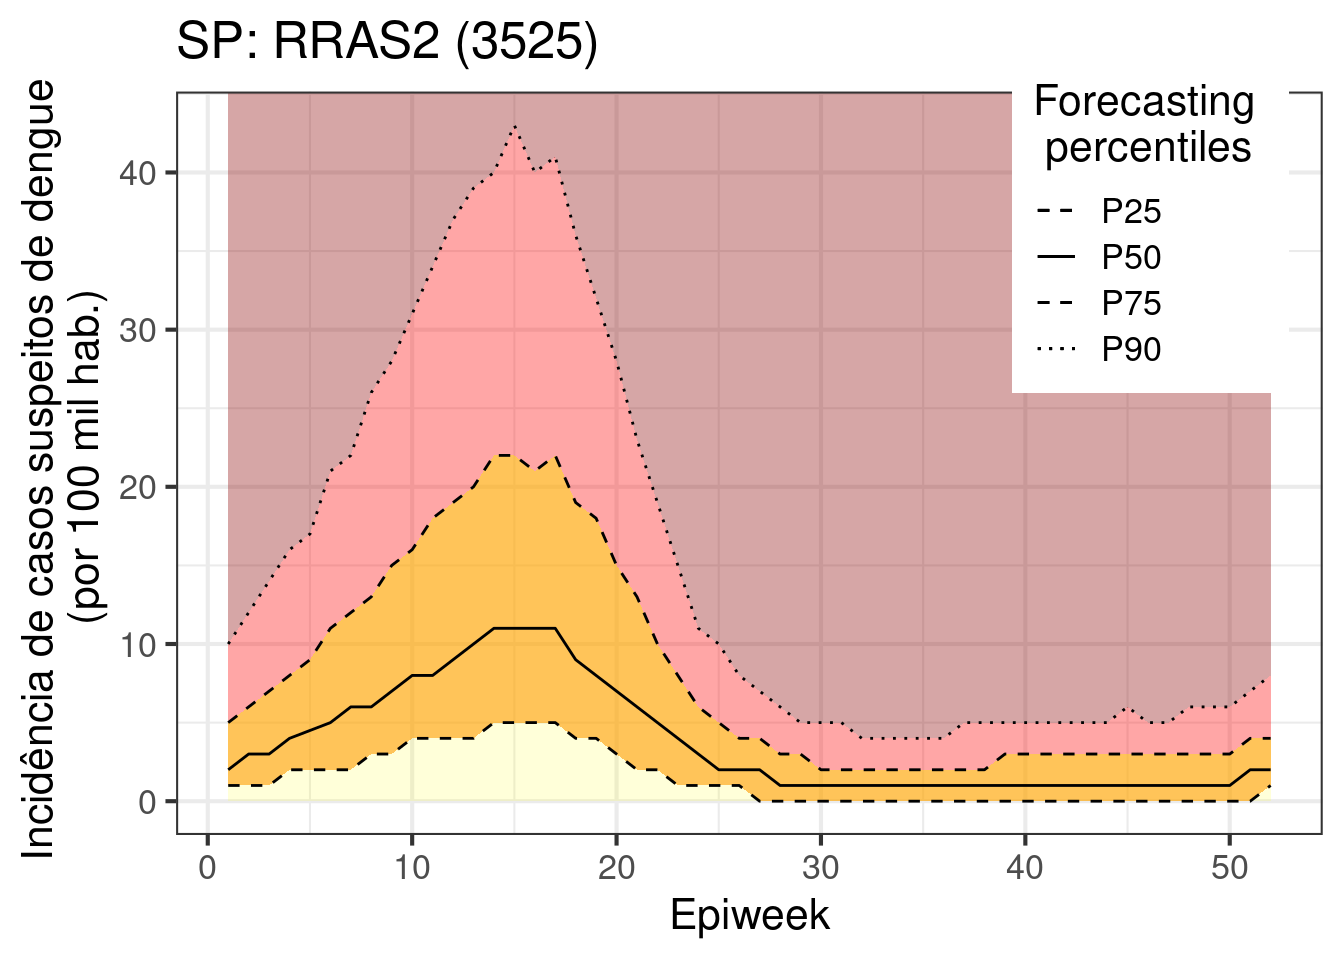 SP: RRAS2 (3525)
Incidência de casos suspeitos de dengue
(por 100 mil hab.)
40
30
20
10
0
0 10 20 30 40 50
Epiweek
Forecasting
percentiles
P25
P50
P75
P90